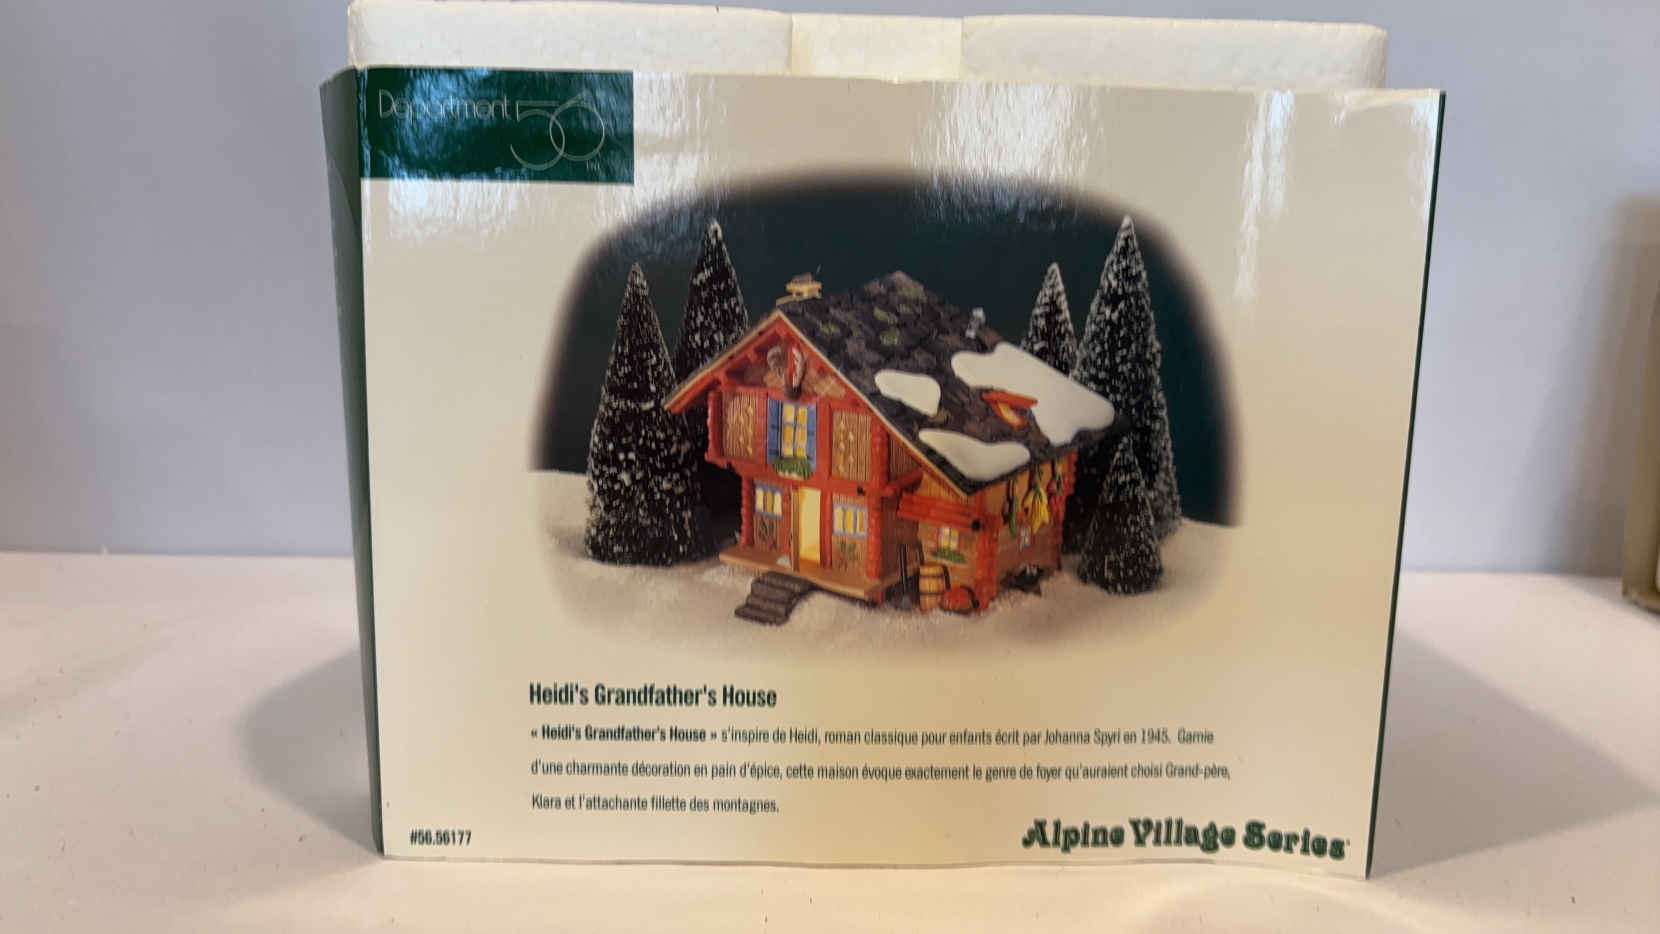 Department 56 INC
Heidi's Grandfather's House
« Heidi's Grandfather's House » s'inspire de Heidi, roman classique pour enfants écrit par Johanna Spyri en 1945. Garnie
d'une charmante décoration en pain d'épice, cette maison évoque exactement le genre de foyer qu'auraient choisi Grand-père,
Klara et l'attachante fillette des montagnes.
#56.56177
Alpine Village Series